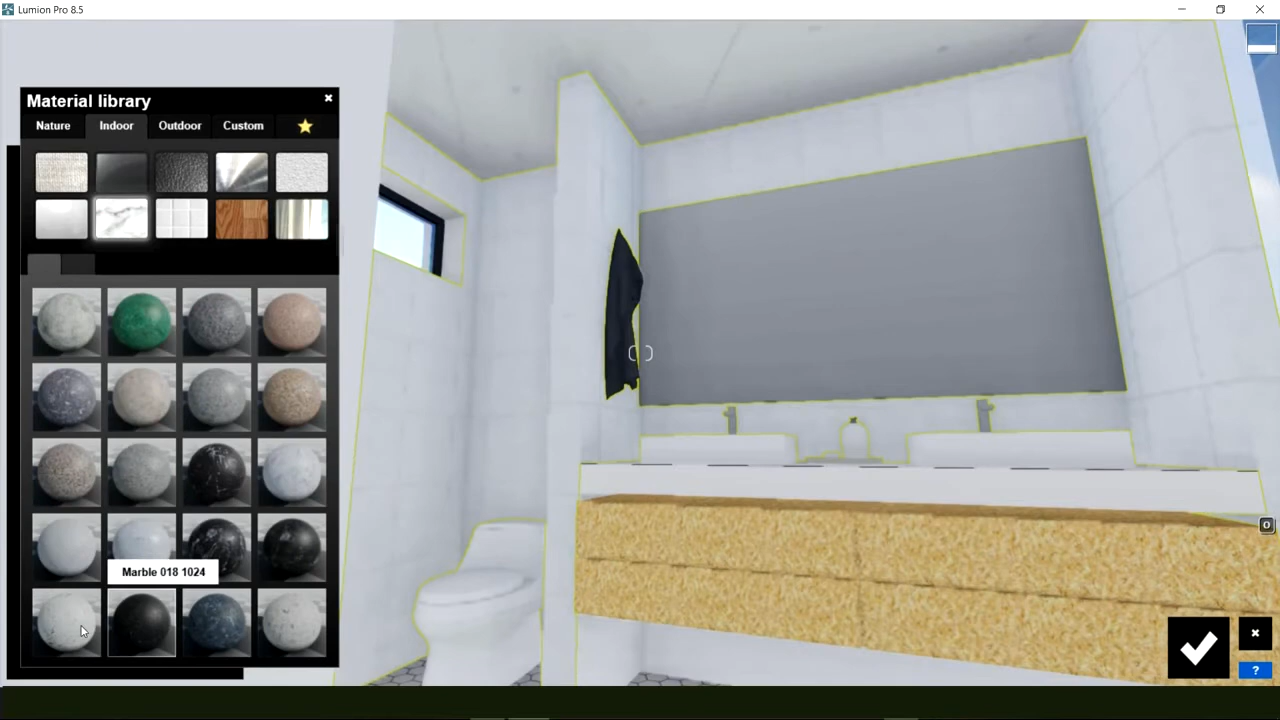 Lumion Pro 8.5
Material library
Nature
Indoor
Outdoor
Custom
Marble 018 1024
O
?